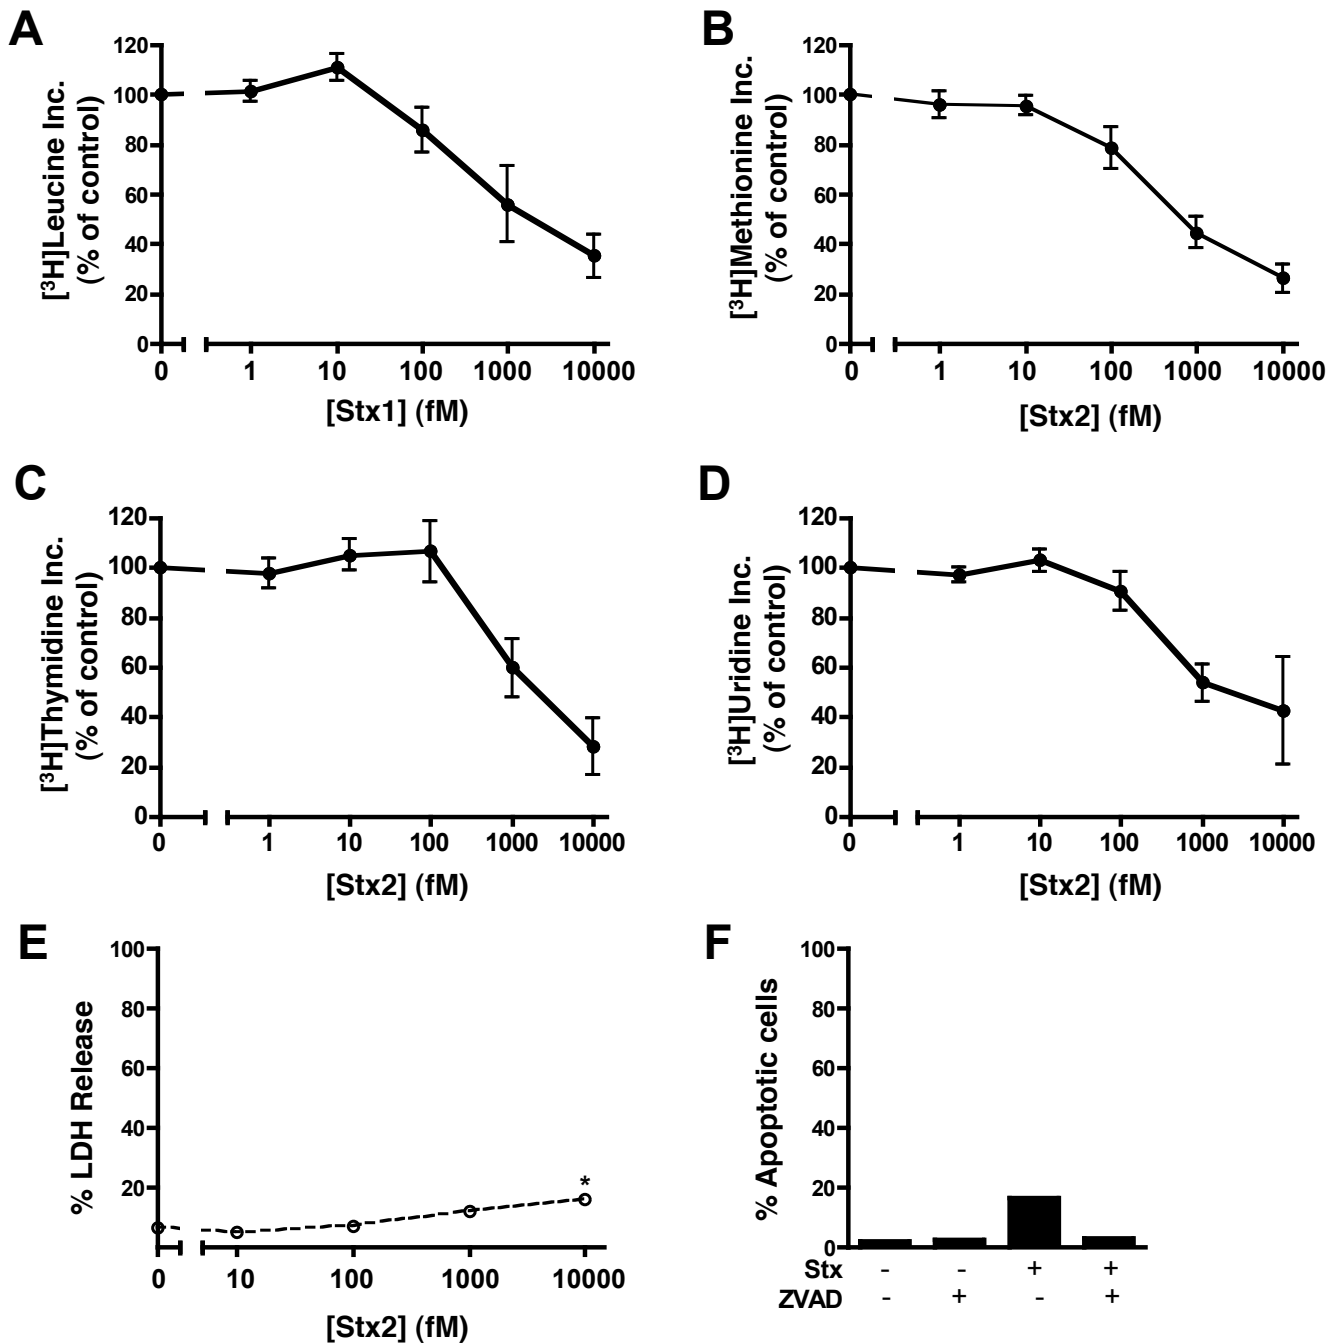 A
[³H]Leucine Inc.
(% of control)
120
100
80
60
40
20
0
0 1 10 100 1000 10000
[Stx1] (fM)
B
[³H]Methionine Inc.
(% of control)
120
100
80
60
40
20
0
0 1 10 100 1000 10000
[Stx2] (fM)
C
[³H]Thymidine Inc.
(% of control)
120
100
80
60
40
20
0
0 1 10 100 1000 10000
[Stx2] (fM)
D
[³H]Uridine Inc.
(% of control)
120
100
80
60
40
20
0
0 1 10 100 1000 10000
[Stx2] (fM)
E
% LDH Release
100
80
60
40
20
*
0 10 100 1000 10000
[Stx2] (fM)
F
% Apoptotic cells
100
80
60
40
20
0
Stx - - + +
ZVAD - + - +